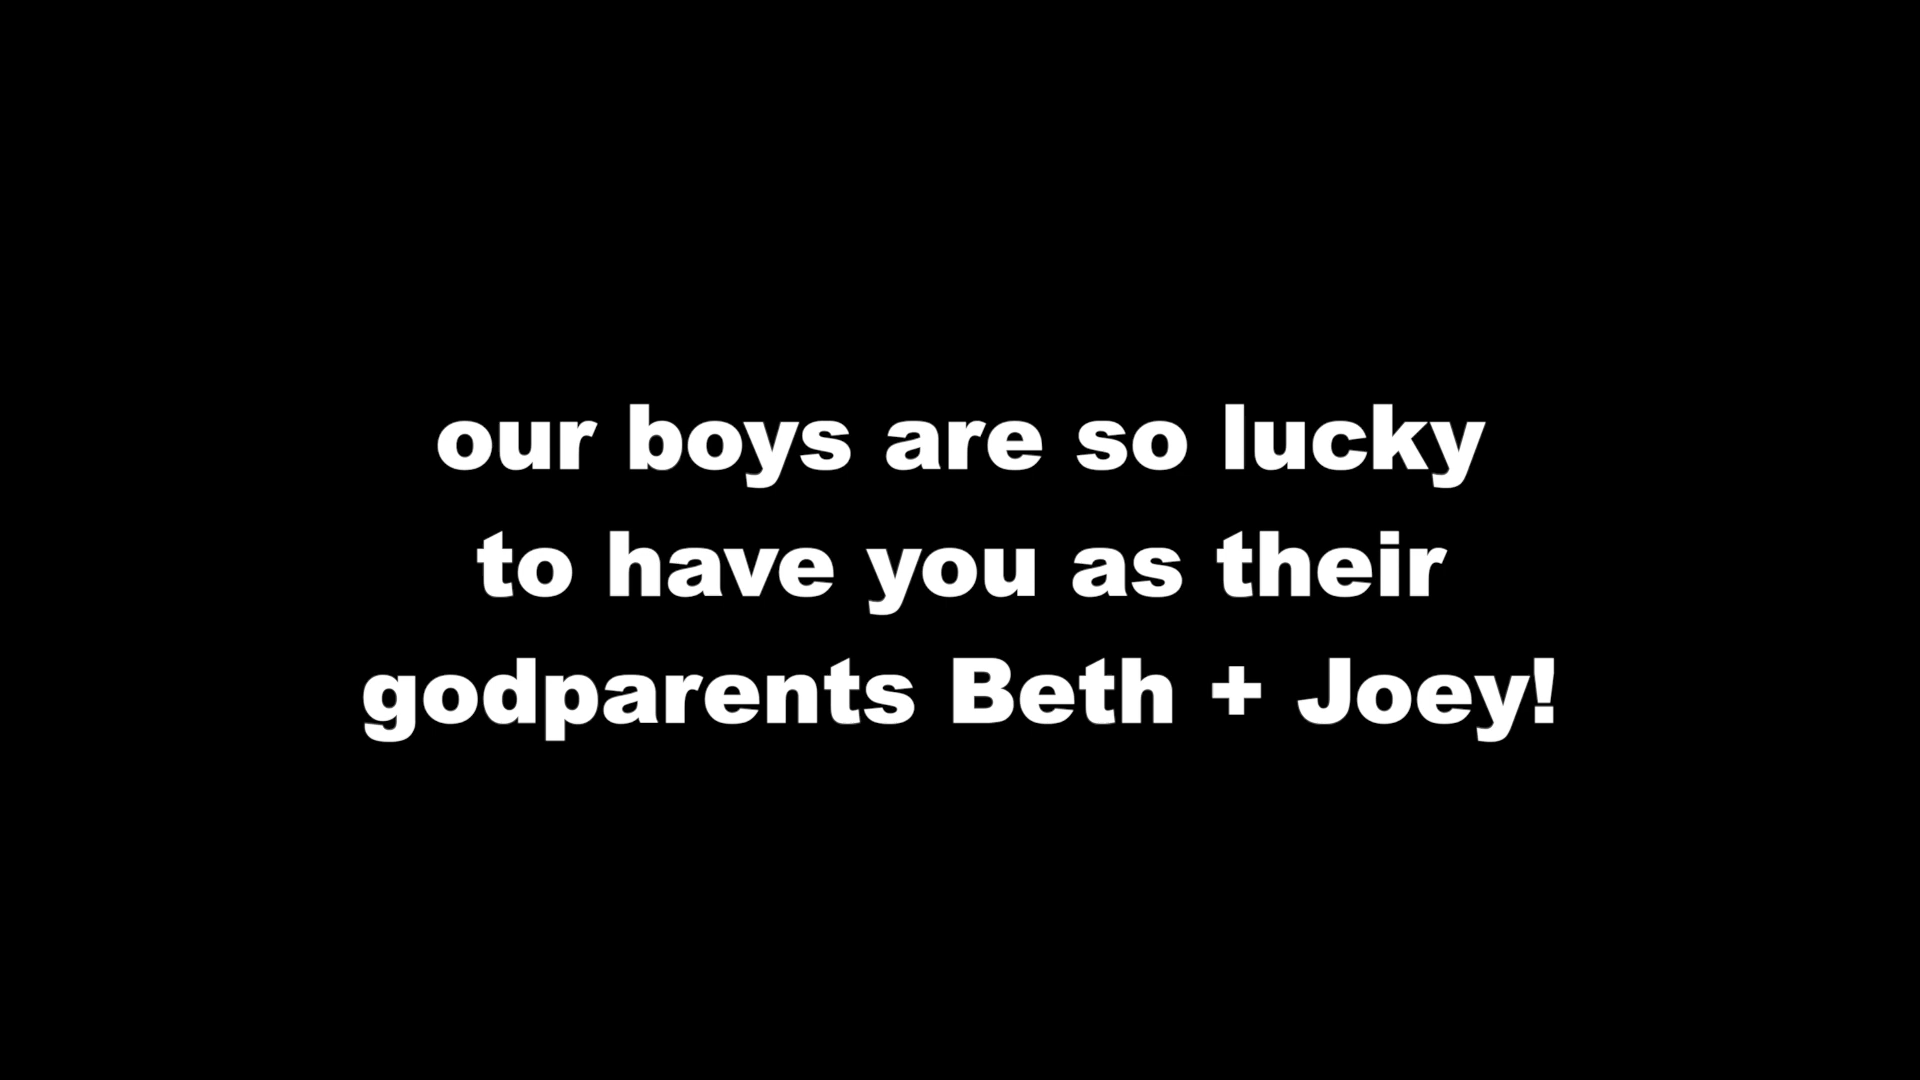 our boys are so lucky
to have you as their
godparents Beth + Joey!